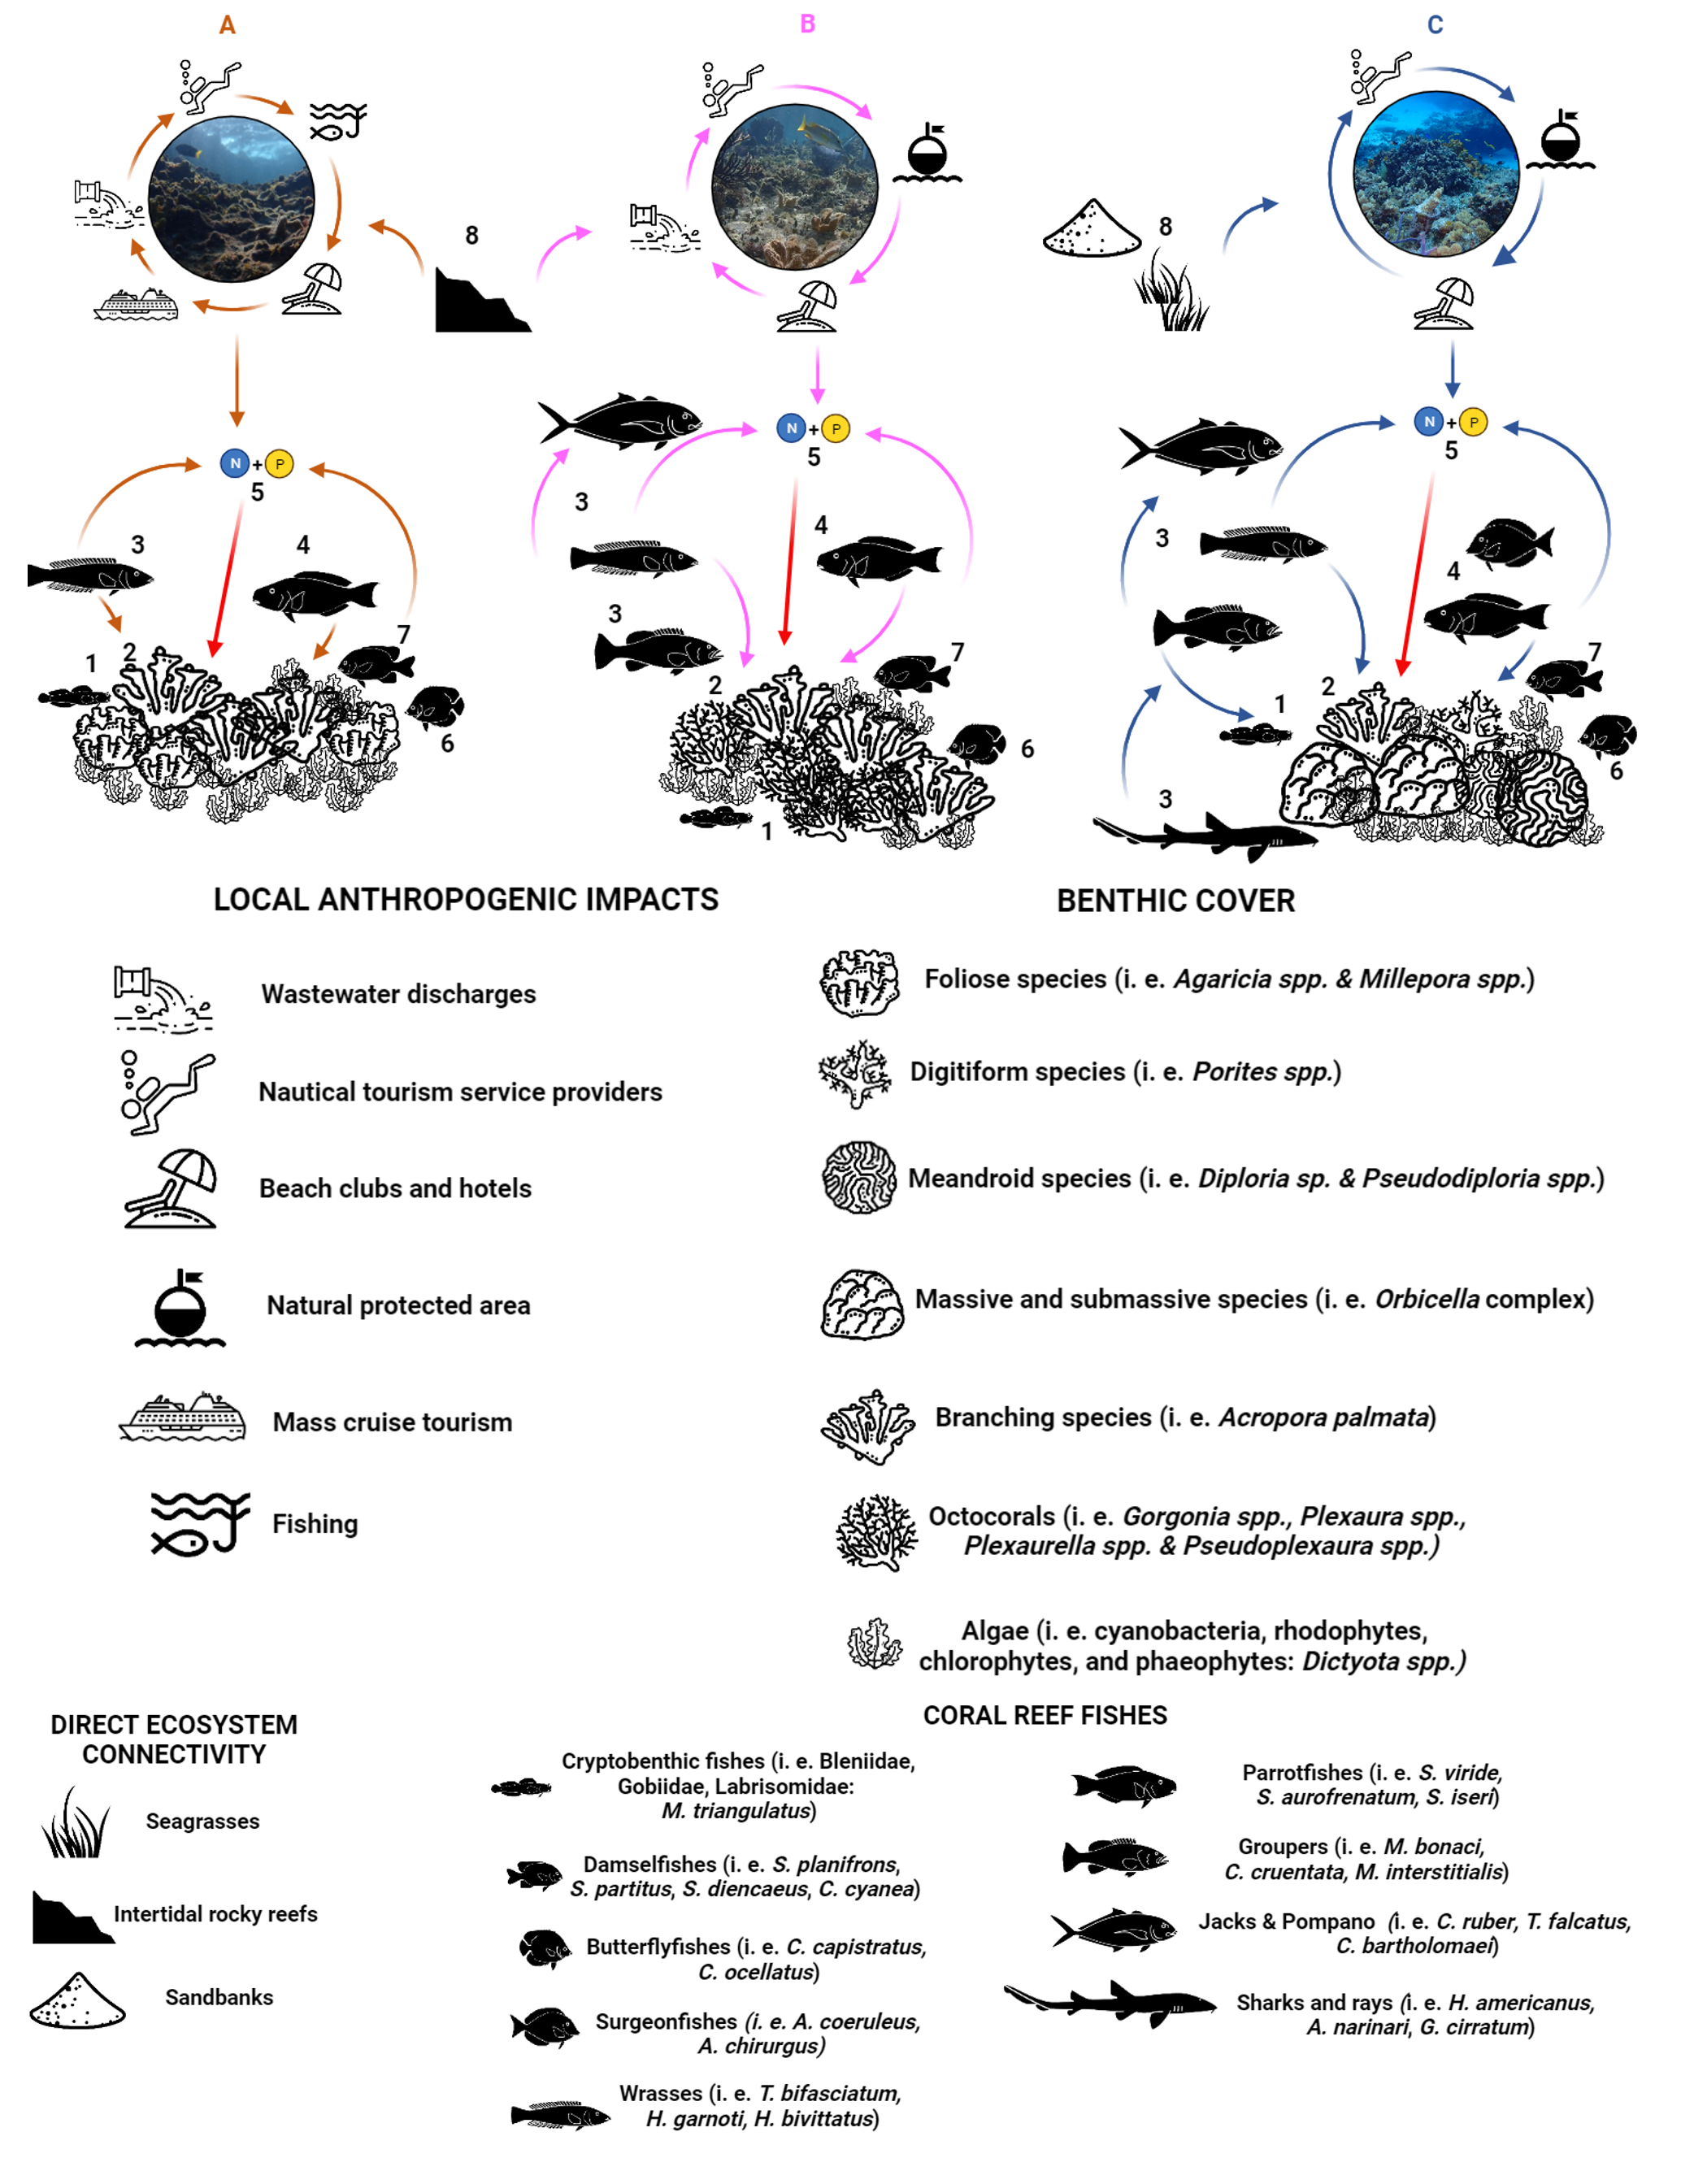 A
B
C
8
8
N + P
5
N + P
5
N + P
5
3
4
3
4
3
3
4
3
1
2
7
6
2
7
6
1
1
2
7
6
3
LOCAL ANTHROPOGENIC IMPACTS
Wastewater discharges
Nautical tourism service providers
Beach clubs and hotels
Natural protected area
Mass cruise tourism
Fishing
BENTHIC COVER
Foliose species (i. e. Agaricia spp. & Millepora spp.)
Digitiform species (i. e. Porites spp.)
Meandroid species (i. e. Diploria sp. & Pseudodiploria spp.)
Massive and submassive species (i. e. Orbicella complex)
Branching species (i. e. Acropora palmata)
Octocorals (i. e. Gorgonia spp., Plexaura spp.,
Plexaurella spp. & Pseudoplexaura spp.)
Algae (i. e. cyanobacteria, rhodophytes,
chlorophytes, and phaeophytes: Dictyota spp.)
DIRECT ECOSYSTEM
CONNECTIVITY
Seagrasses
Intertidal rocky reefs
Sandbanks
CORAL REEF FISHES
Cryptobenthic fishes (i. e. Bleniidae,
Gobiidae, Labrisomidae:
M. triangulatus)
Damselfishes (i. e. S. planifrons,
S. partitus, S. diencaeus, C. cyanea)
Butterflyfishes (i. e. C. capistratus,
C. ocellatus)
Surgeonfishes (i. e. A. coeruleus,
A. chirurgus)
Wrasses (i. e. T. bifasciatum,
H. garnoti, H. bivittatus)
Parrotfishes (i. e. S. viride,
S. aurofrenatum, S. iseri)
Groupers (i. e. M. bonaci,
C. cruentata, M. interstitialis)
Jacks & Pompano (i. e. C. ruber, T. falcatus,
C. bartholomaei)
Sharks and rays (i. e. H. americanus,
A. narinari, G. cirratum)